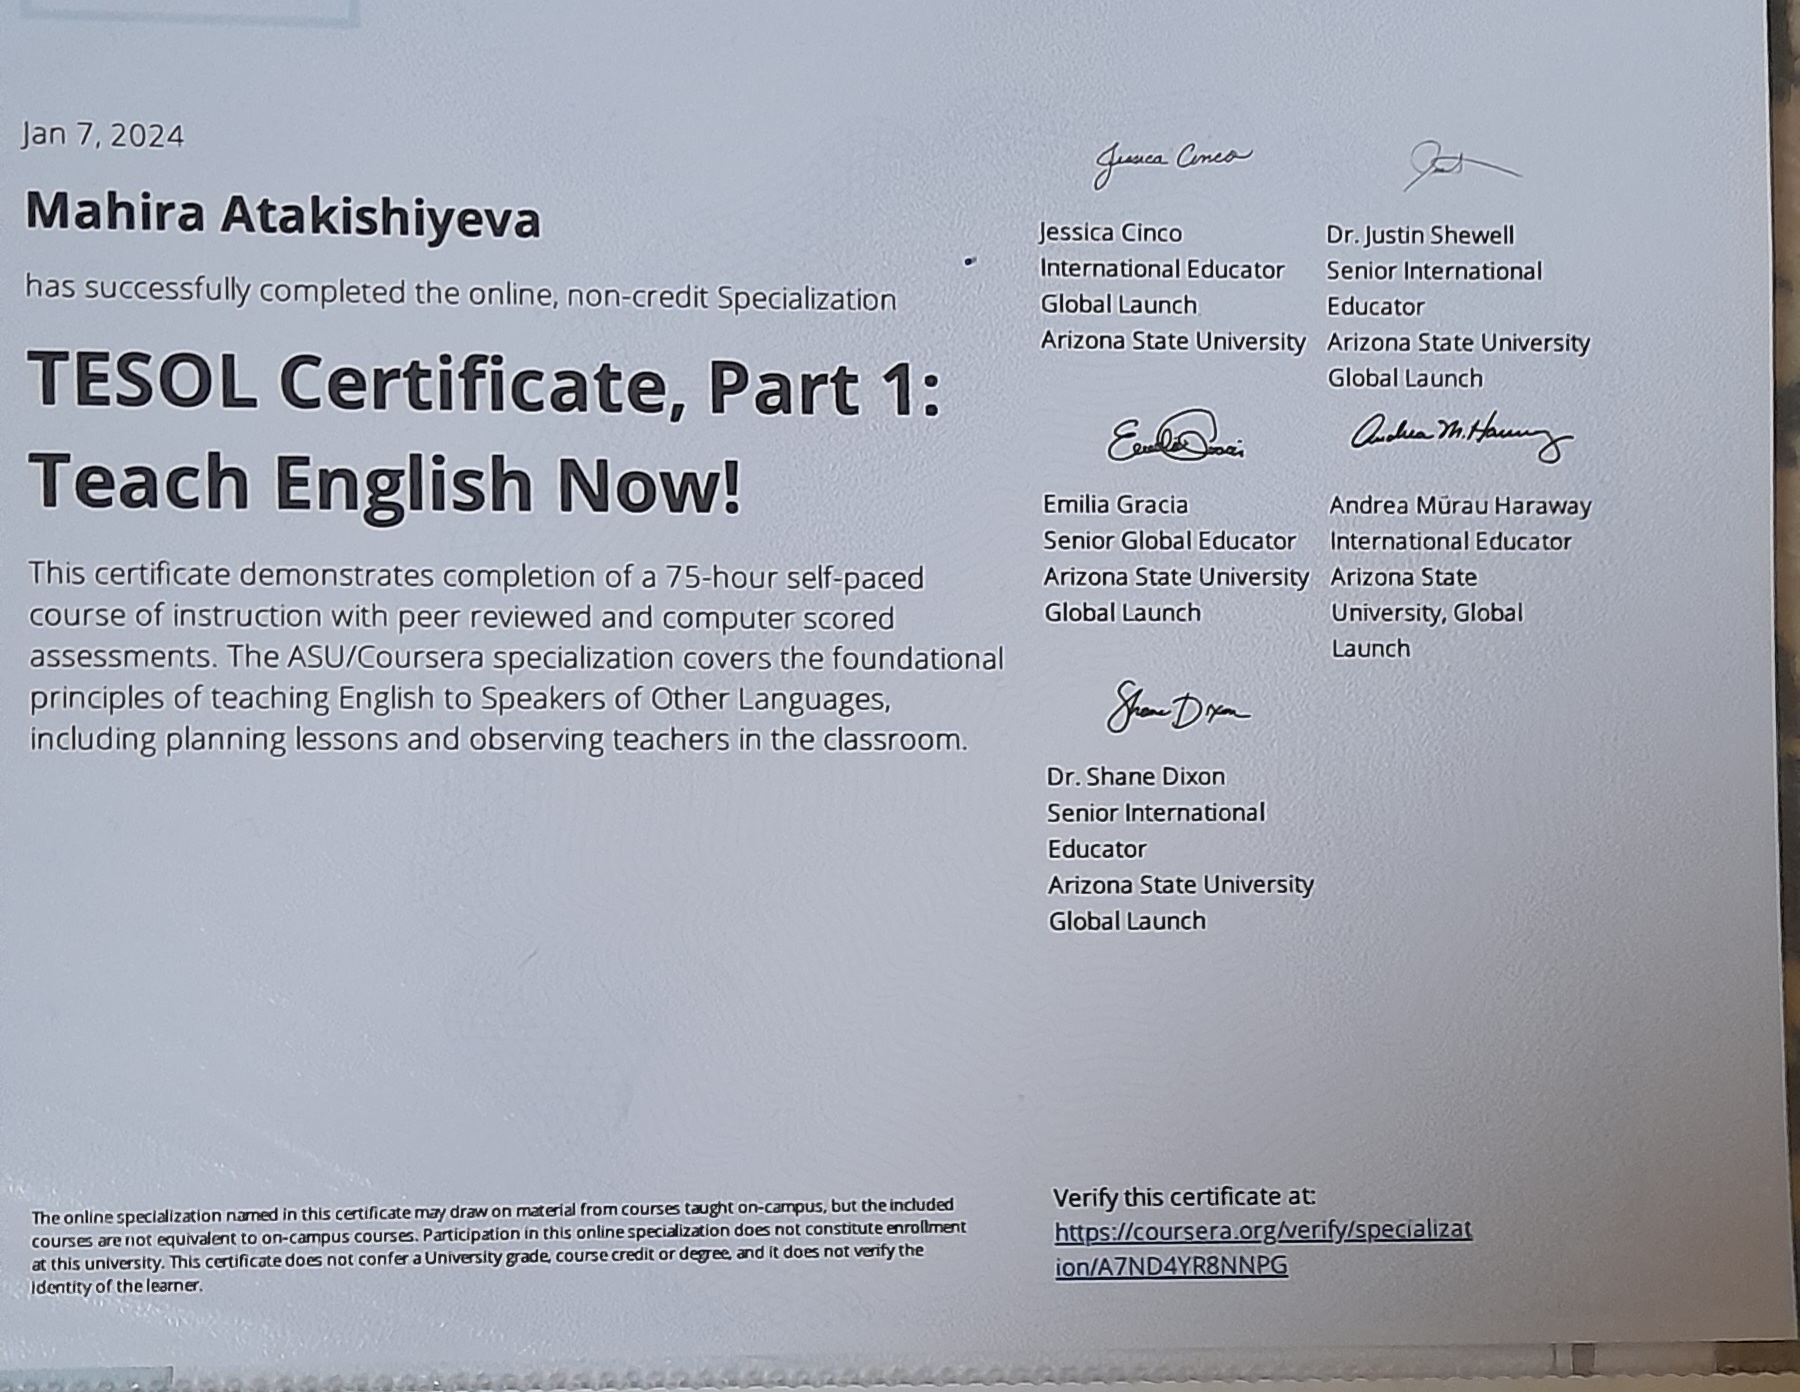 Jan 7, 2024
Mahira Atakishiyeva
has successfully completed the online, non-credit Specialization
TESOL Certificate, Part 1:
Teach English Now!
This certificate demonstrates completion of a 75-hour self-paced
course of instruction with peer reviewed and computer scored
assessments. The ASU/Coursera specialization covers the foundational
principles of teaching English to Speakers of Other Languages,
including planning lessons and observing teachers in the classroom.
The online specialization named in this certificate may draw on material from courses taught on-campus, but the included
courses are not equivalent to on-campus courses. Participation in this online specialization does not constitute enrollment
at this university. This certificate does not confer a University grade, course credit or degree, and it does not verify the
identity of the learner.
Jessica Cinco
Jessica Cinco
International Educator
Global Launch
Arizona State University
Dr. Justin Shewell
Senior International
Educator
Arizona State University
Global Launch
Emilia Gracia
Senior Global Educator
Arizona State University
Global Launch
Andrea M. Haraway
Andrea Mürau Haraway
International Educator
Arizona State
University, Global
Launch
Shane Dixon
Dr. Shane Dixon
Senior International
Educator
Arizona State University
Global Launch
Verify this certificate at:
https://coursera.org/verify/specializat
ion/A7ND4YR8NNPG